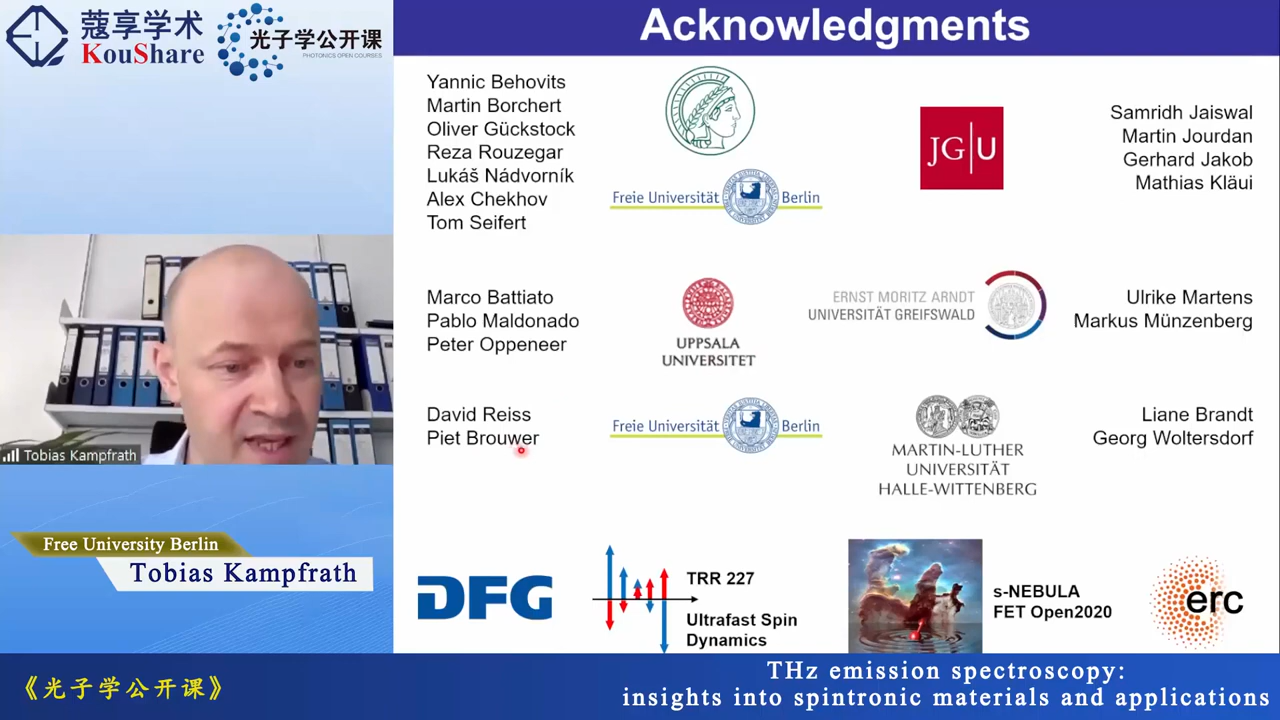 蔻享学术
KouShare
光子学公开课
PHOTONICS OPEN COURSES
Acknowledgments
Yannic Behovits
Martin Borchert
Oliver Gückstock
Reza Rouzegar
Lukáš Nádvorník
Alex Chekhov
Tom Seifert
Freie Universität Berlin
JG|U
Samridh Jaiswal
Martin Jourdan
Gerhard Jakob
Mathias Kläui
Marco Battiato
Pablo Maldonado
Peter Oppeneer
UPPSALA
UNIVERSITET
ERNST MORITZ ARNDT
UNIVERSITÄT GREIFSWALD
Ulrike Martens
Markus Münzenberg
David Reiss
Piet Brouwer
Freie Universität Berlin
MARTIN-LUTHER
UNIVERSITÄT
HALLE-WITTENBERG
Liane Brandt
Georg Woltersdorf
DFG
TRR 227
Ultrafast Spin
Dynamics
s-NEBULA
FET Open2020
erc
Tobias Kampfrath
Free University Berlin
Tobias Kampfrath
《光子学公开课》
THz emission spectroscopy:
insights into spintronic materials and applications